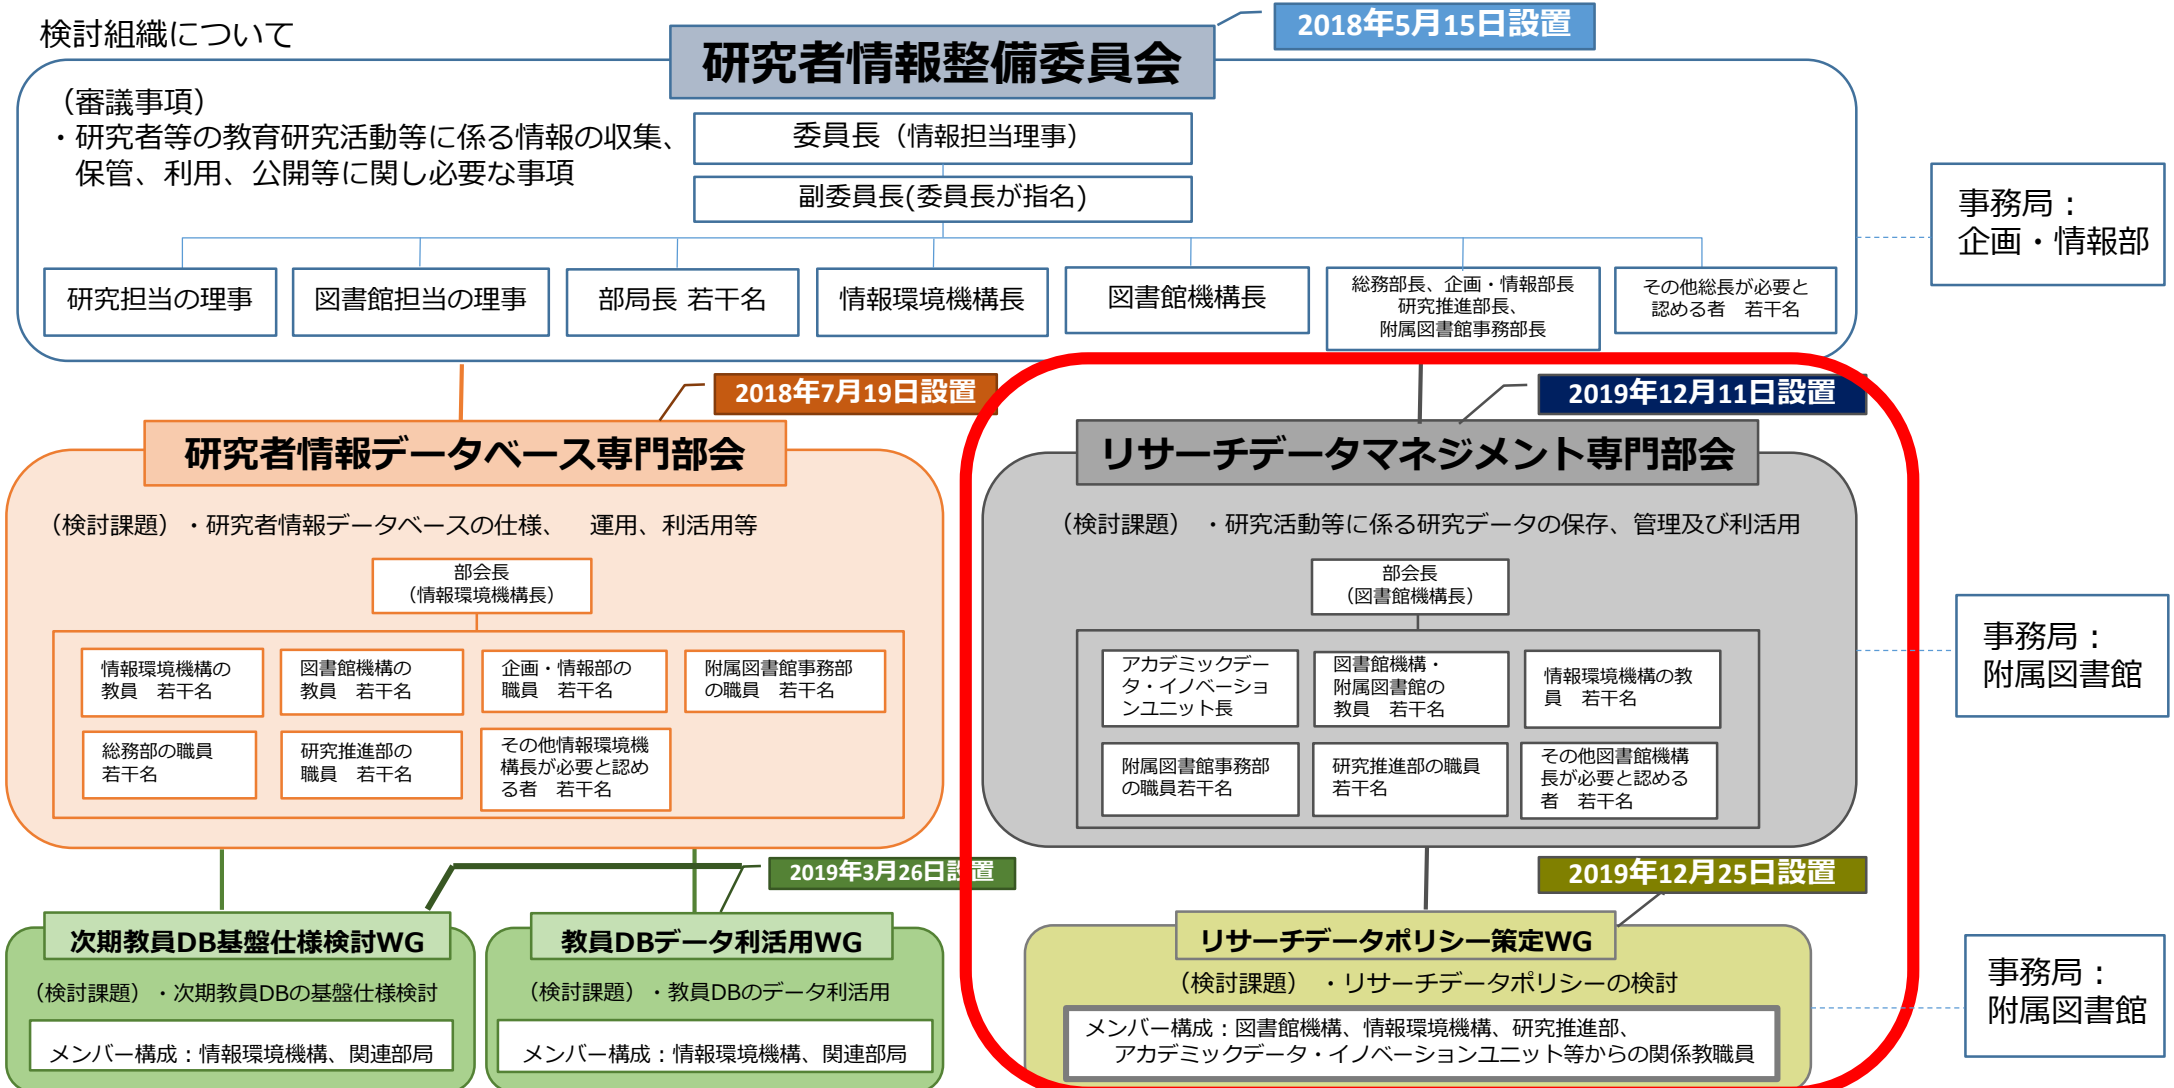 検討組織について
2018年5月15日設置
研究者情報整備委員会
（審議事項）
・研究者等の教育研究活動等に係る情報の収集、
保管、利用、公開等に関し必要な事項
委員長（情報担当理事）
副委員長(委員長が指名)
研究担当の理事
図書館担当の理事
部局長 若干名
情報環境機構長
図書館機構長
総務部長、企画・情報部長
研究推進部長、
附属図書館事務部長
その他総長が必要と
認める者　若干名
事務局：
企画・情報部
2018年7月19日設置
研究者情報データベース専門部会
（検討課題）・研究者情報データベースの仕様、　運用、利活用等
部会長
（情報環境機構長）
情報環境機構の
教員　若干名
図書館機構の
教員　若干名
企画・情報部の
職員　若干名
附属図書館事務部
の職員　若干名
総務部の職員
若干名
研究推進部の
職員　若干名
その他情報環境機
構長が必要と認め
る者　若干名
2019年12月11日設置
リサーチデータマネジメント専門部会
（検討課題）　・研究活動等に係る研究データの保存、管理及び利活用
部会長
（図書館機構長）
アカデミックデー
タ・イノベーショ
ンユニット長
図書館機構・
附属図書館の
教員　若干名
情報環境機構の教
員　若干名
附属図書館事務部
の職員若干名
研究推進部の職員
若干名
その他図書館機構
長が必要と認める
者　若干名
事務局：
附属図書館
2019年3月26日設置
次期教員DB基盤仕様検討WG
（検討課題）・次期教員DBの基盤仕様検討
メンバー構成：情報環境機構、関連部局
教員DBデータ利活用WG
（検討課題）・教員DBのデータ利活用
メンバー構成：情報環境機構、関連部局
2019年12月25日設置
リサーチデータポリシー策定WG
（検討課題）　・リサーチデータポリシーの検討
メンバー構成：図書館機構、情報環境機構、研究推進部、
アカデミックデータ・イノベーションユニット等からの関係教職員
事務局：
附属図書館